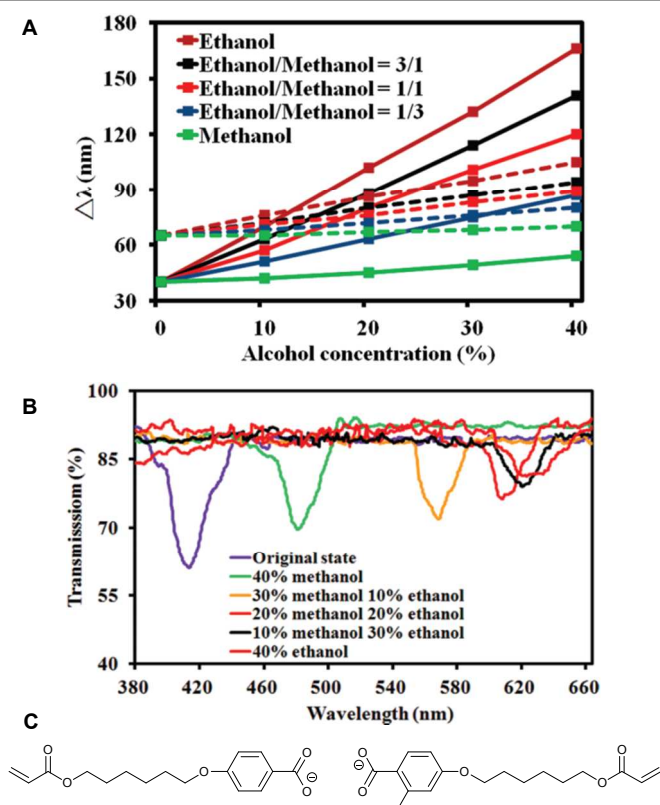 A
180
150
120
90
60
30
△λ (nm)
Ethanol
Ethanol/Methanol = 3/1
Ethanol/Methanol = 1/1
Ethanol/Methanol = 1/3
Methanol
0 10 20 30 40
Alcohol concentration (%)
B
100
85
70
55
40
Transmisssiom (%)
Original state
40% methanol
30% methanol 10% ethanol
20% methanol 20% ethanol
10% methanol 30% ethanol
40% ethanol
380 420 460 500 540 580 620 660
Wavelength (nm)
C
O O
O O O O
O O O O